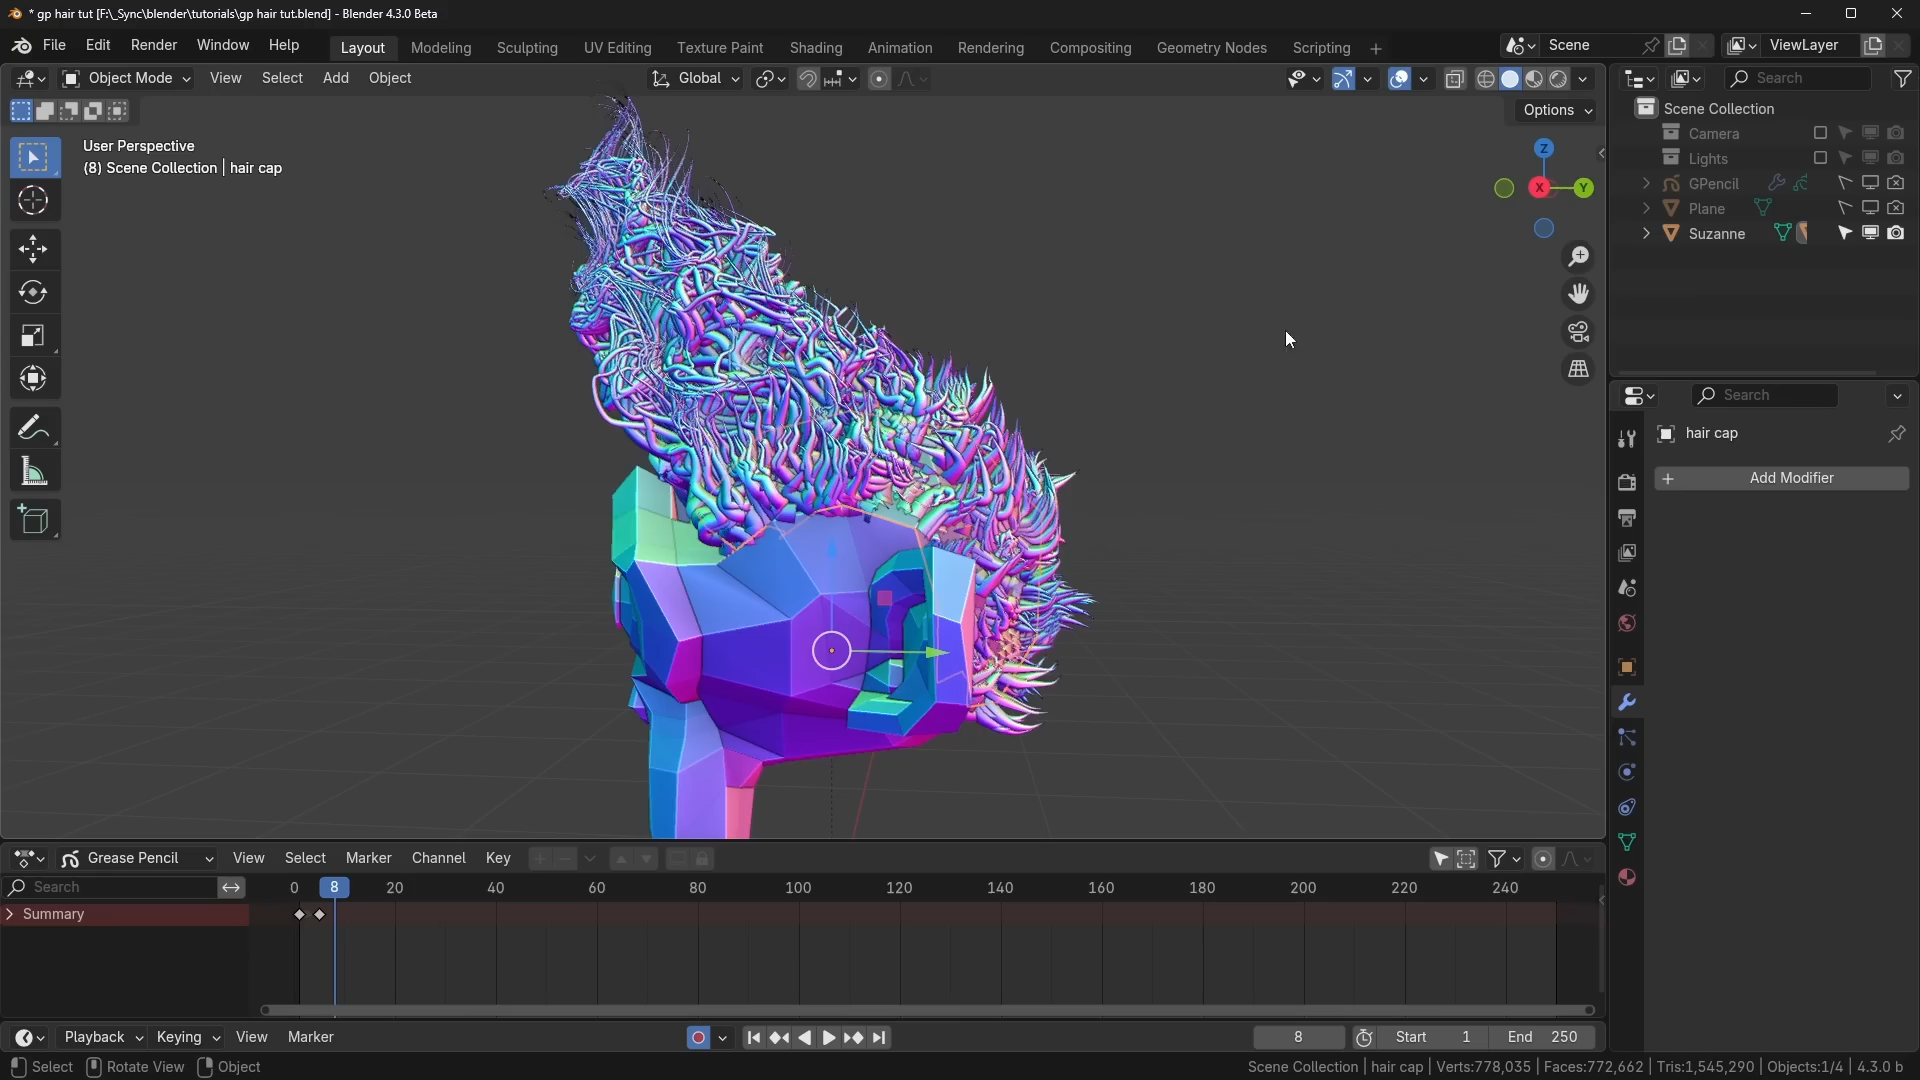 * gp hair tut [F:\_Sync\blender\tutorials\gp hair tut.blend] - Blender 4.3.0 Beta
File Edit Render Window Help Layout Modeling Sculpting UV Editing Texture Paint Shading Animation Rendering Compositing Geometry Nodes Scripting + Scene ViewLayer
Object Mode View Select Add Object Global Search
Options
User Perspective
(8) Scene Collection | hair cap
Z
X
Y
Scene Collection
Camera
Lights
GPencil
Plane
Suzanne
Search
hair cap
+ Add Modifier
Grease Pencil View Select Marker Channel Key
Search 0 8 20 40 60 80 100 120 140 160 180 200 220 240
Summary
Playback Keying View Marker 8 Start 1 End 250
Select Rotate View Object Scene Collection | hair cap | Verts:778,035 | Faces:772,662 | Tris:1,545,290 | Objects:1/4 | 4.3.0 b